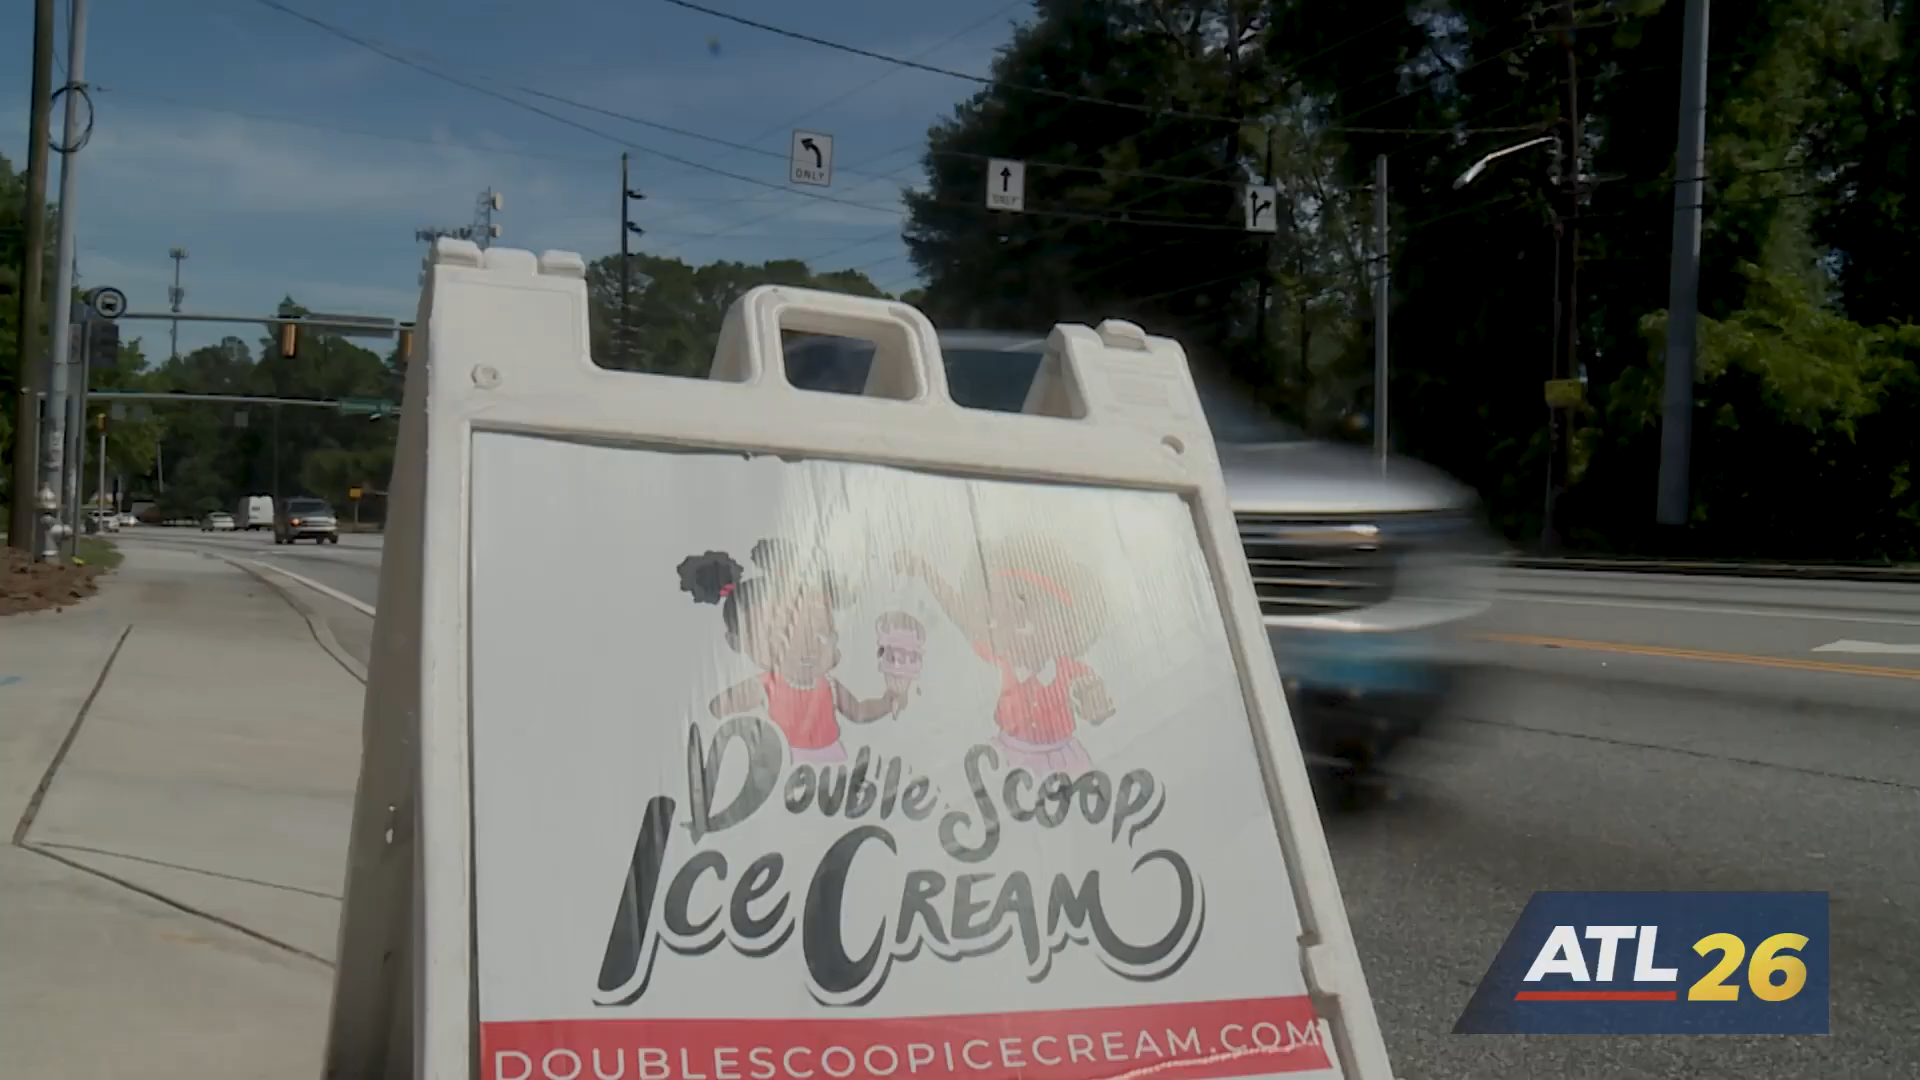 ONLY
ONLY
Double Scoop
Ice Cream
DOUBLESCOOPICECREAM.COM
ATL 26